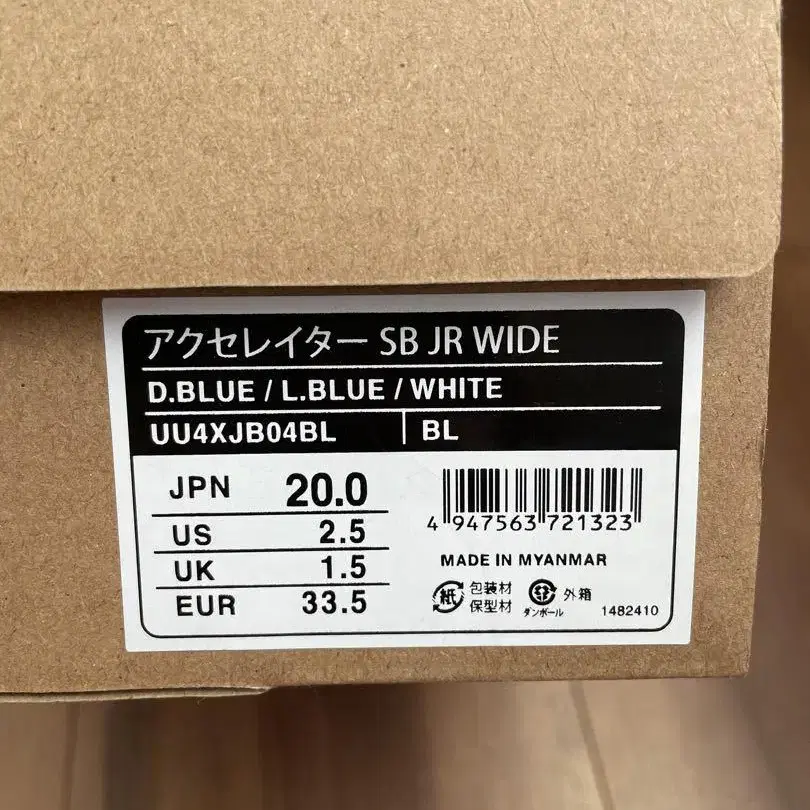 アクセレイター SB JR WIDE
D.BLUE / L.BLUE / WHITE
UU4XJB04BL BL
JPN 20.0
US 2.5
UK 1.5
EUR 33.5
4 947563 721323
MADE IN MYANMAR
紙 包装材
保型材
ダンボール 外箱
1482410